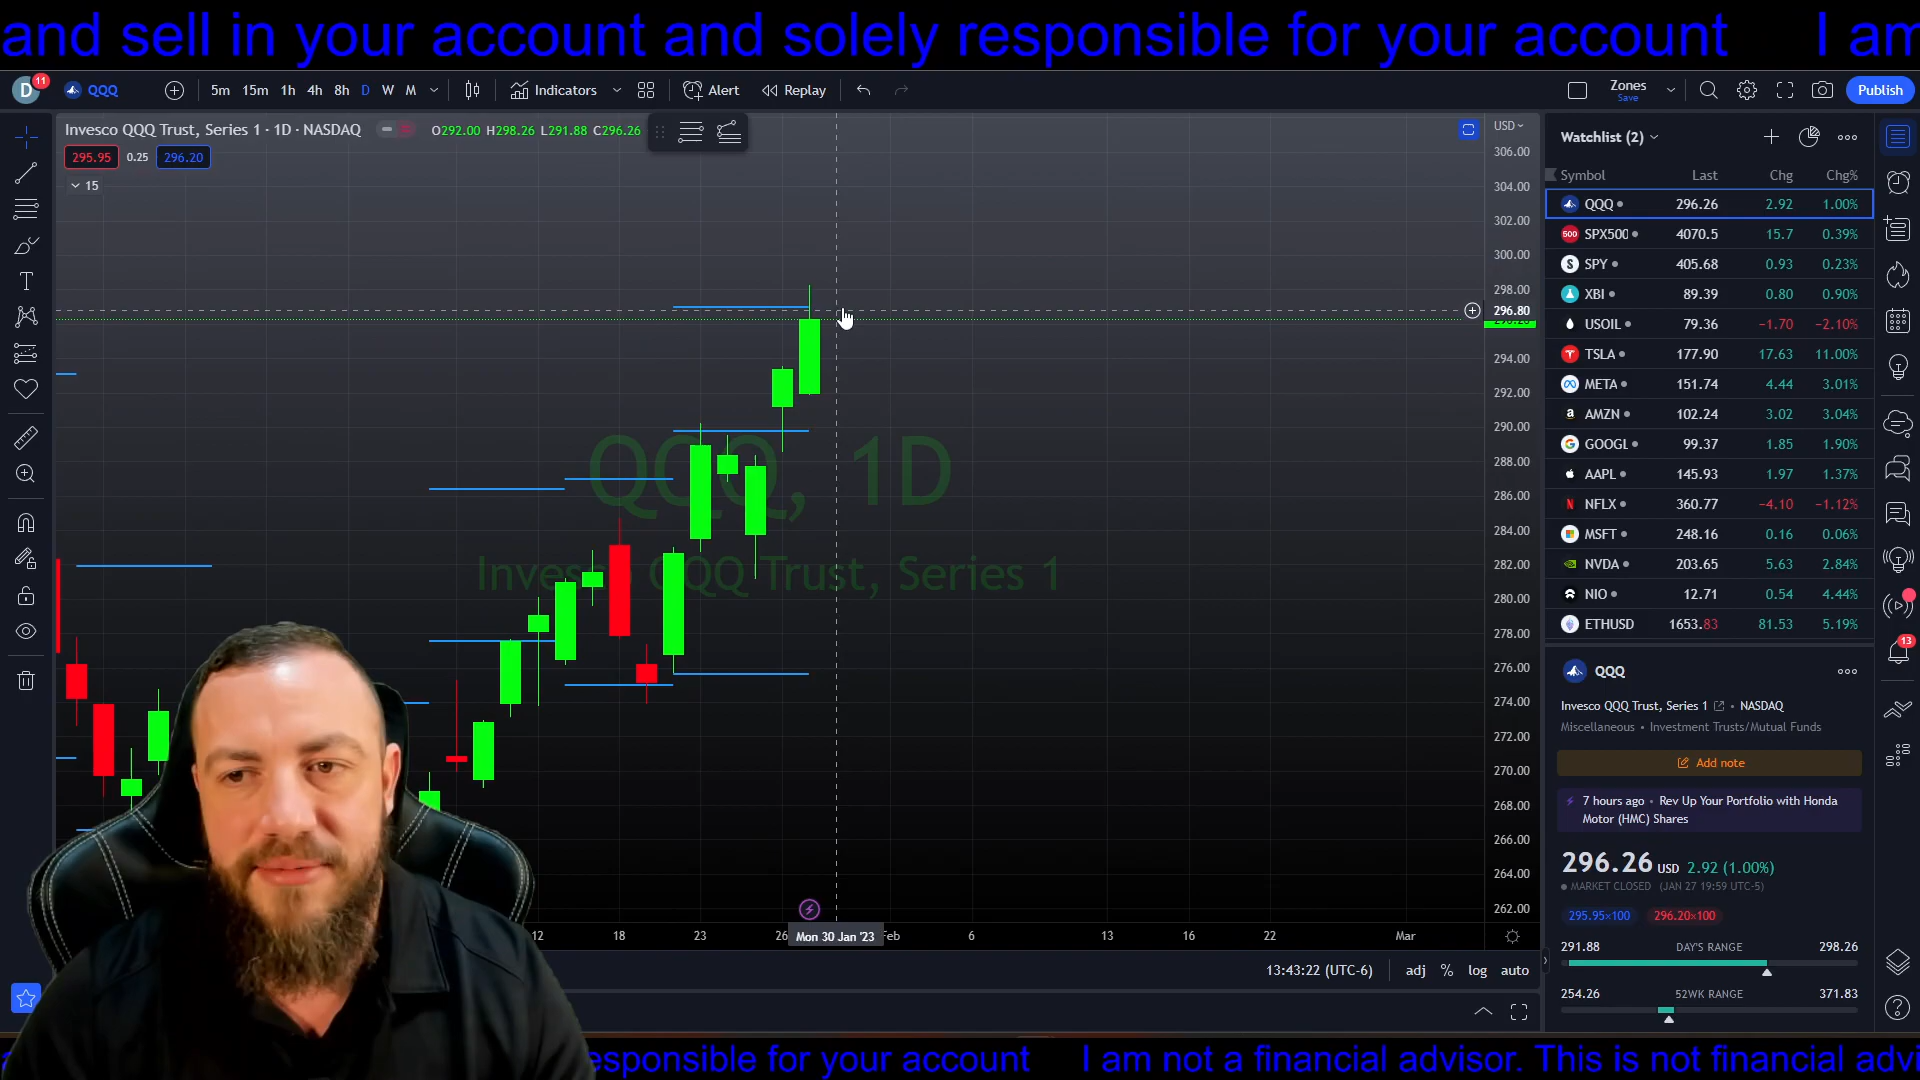 and sell in your account and solely responsible for your account I am
D 11 QQQ 5m 15m 1h 4h 8h D W M Indicators Alert Replay Zones Save Publish
Invesco QQQ Trust, Series 1 · 1D · NASDAQ O292.00 H298.26 L291.88 C296.26 USD
295.95 0.25 296.20
15
306.00
304.00
302.00
300.00
298.00
296.80
294.00
292.00
290.00
288.00
286.00
284.00
282.00
280.00
278.00
276.00
274.00
272.00
270.00
268.00
266.00
264.00
262.00
QQQ, 1D
Invesco QQQ Trust, Series 1
12 18 23 26 Mon 30 Jan '23 Feb 6 13 16 22 Mar
13:43:22 (UTC-6) adj % log auto
Watchlist (2)
Symbol Last Chg Chg%
QQQ 296.26 2.92 1.00%
500 SPX500 4070.5 15.7 0.39%
S SPY 405.68 0.93 0.23%
XBI 89.39 0.80 0.90%
USOIL 79.36 −1.70 −2.10%
TSLA 177.90 17.63 11.00%
META 151.74 4.44 3.01%
AMZN 102.24 3.02 3.04%
GOOGL 99.37 1.85 1.90%
AAPL 145.93 1.97 1.37%
NFLX 360.77 −4.10 −1.12%
MSFT 248.16 0.16 0.06%
NVDA 203.65 5.63 2.84%
NIO 12.71 0.54 4.44%
ETHUSD 1653.83 81.53 5.19%
13
QQQ
Invesco QQQ Trust, Series 1 • NASDAQ
Miscellaneous • Investment Trusts/Mutual Funds
Add note
7 hours ago • Rev Up Your Portfolio with Honda
Motor (HMC) Shares
296.26 USD 2.92 (1.00%)
MARKET CLOSED (JAN 27 19:59 UTC-5)
295.95×100 296.20×100
291.88 DAY'S RANGE 298.26
254.26 52WK RANGE 371.83
esponsible for your account I am not a financial advisor. This is not financial advi